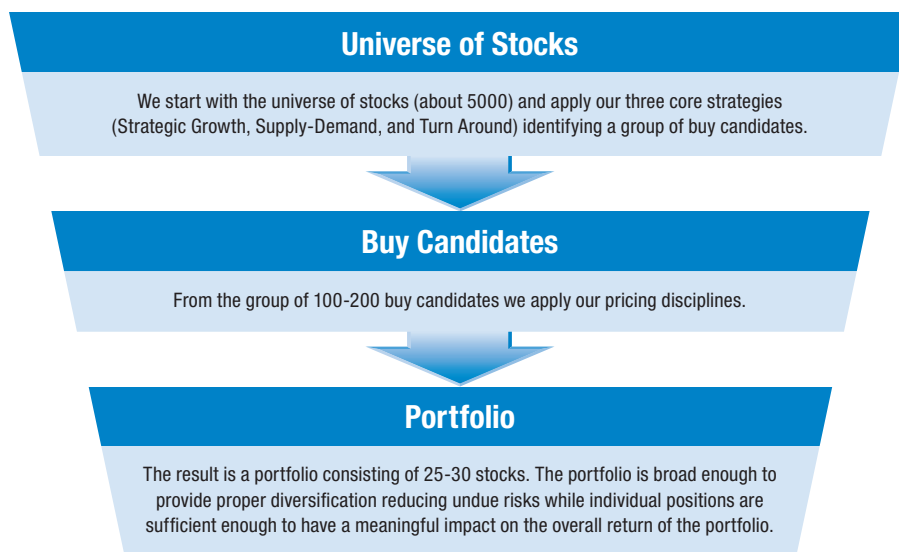 Universe of Stocks
We start with the universe of stocks (about 5000) and apply our three core strategies
(Strategic Growth, Supply-Demand, and Turn Around) identifying a group of buy candidates.
Buy Candidates
From the group of 100-200 buy candidates we apply our pricing disciplines.
Portfolio
The result is a portfolio consisting of 25-30 stocks. The portfolio is broad enough to
provide proper diversification reducing undue risks while individual positions are
sufficient enough to have a meaningful impact on the overall return of the portfolio.